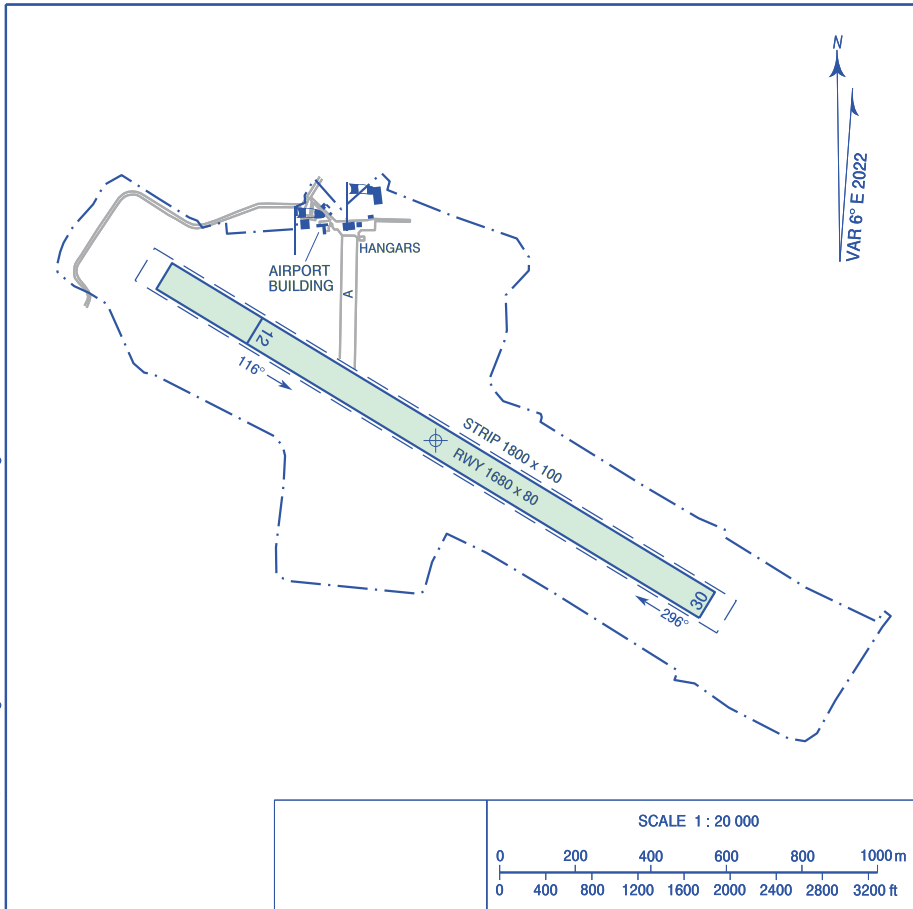 N
VAR 6° E 2022
HANGARS
AIRPORT
BUILDING
A
12
116°
STRIP 1800 x 100
RWY 1680 x 80
30
296°
SCALE 1 : 20 000
0 200 400 600 800 1000 m
0 400 800 1200 1600 2000 2400 2800 3200 ft